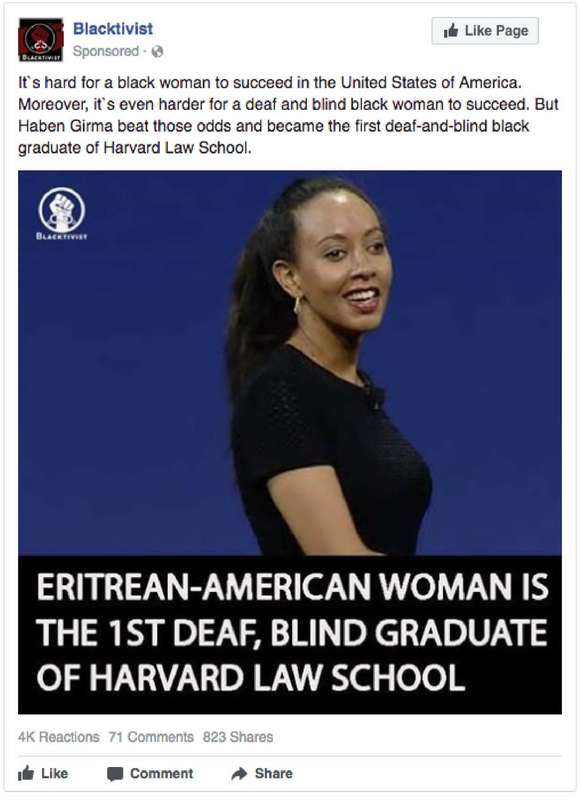 Blacktivist
Like Page
BLACKTIVIST
Sponsored ·
It`s hard for a black woman to succeed in the United States of America.
Moreover, it`s even harder for a deaf and blind black woman to succeed. But
Haben Girma beat those odds and became the first deaf-and-blind black
graduate of Harvard Law School.
BLACKTIVIST
ERITREAN-AMERICAN WOMAN IS
THE 1ST DEAF, BLIND GRADUATE
OF HARVARD LAW SCHOOL
4K Reactions 71 Comments 823 Shares
Like Comment Share